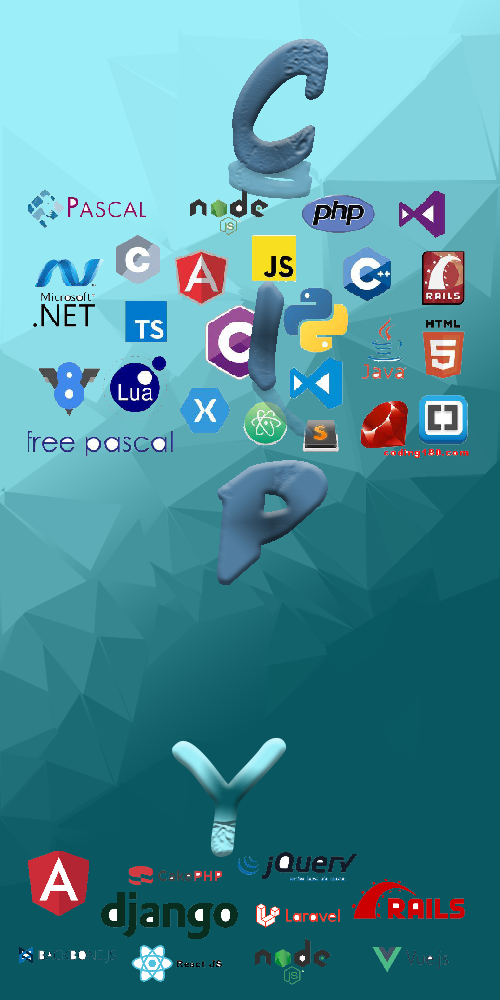 C
PASCAL
node
JS
php
C
A
JS
C++
RAILS
Microsoft®
.NET
TS
C
I
Java
HTML
5
8
Lua
X
S
free pascal
P
Y
A
CakePHP
jQuery
django
Laravel
RAILS
BACKBONE.JS
React JS
node
JS
Vue.js